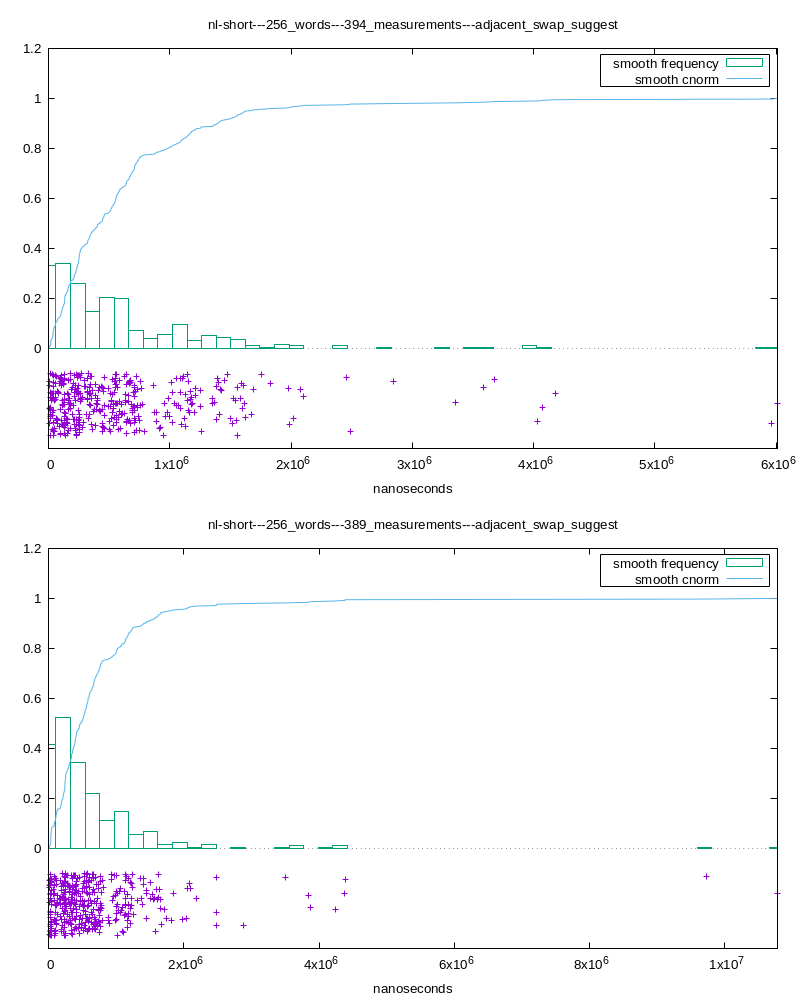 nl-short---256_words---394_measurements---adjacent_swap_suggest
1.2
smooth frequency
smooth cnorm
1
0.8
0.6
0.4
0.2
0
0 1x10^6 2x10^6 3x10^6 4x10^6 5x10^6 6x10^6
nanoseconds
nl-short---256_words---389_measurements---adjacent_swap_suggest
1.2
smooth frequency
smooth cnorm
1
0.8
0.6
0.4
0.2
0
0 2x10^6 4x10^6 6x10^6 8x10^6 1x10^7
nanoseconds